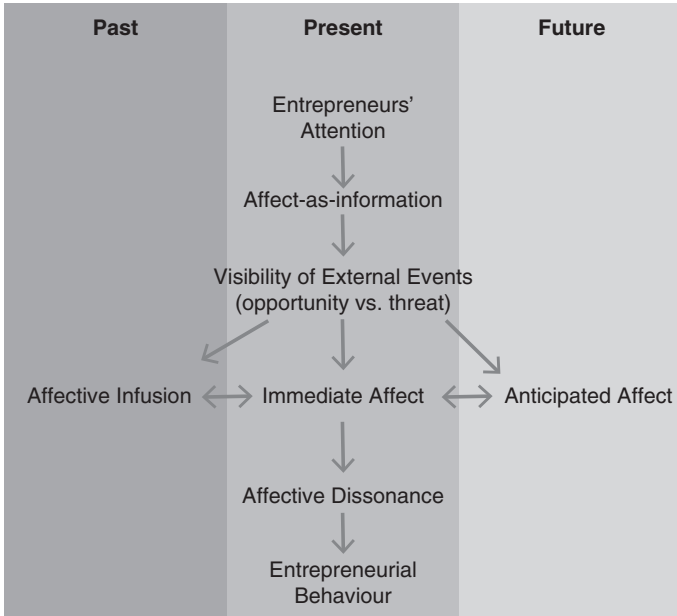 Past Present Future
Entrepreneurs'
Attention
Affect-as-information
Visibility of External Events
(opportunity vs. threat)
Affective Infusion Immediate Affect Anticipated Affect
Affective Dissonance
Entrepreneurial
Behaviour